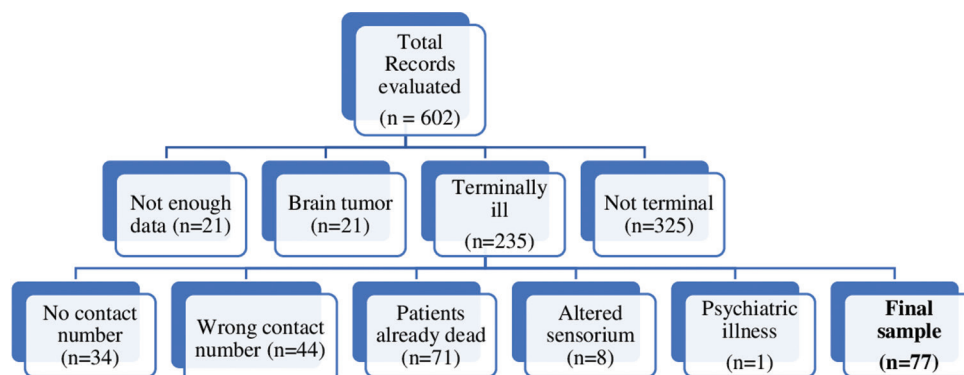 Total
Records
evaluated
(n = 602)
Not enough
data (n=21)
Brain tumor
(n=21)
Terminally
ill
(n=235)
Not terminal
(n=325)
No contact
number
(n=34)
Wrong contact
number (n=44)
Patients
already dead
(n=71)
Altered
sensorium
(n=8)
Psychiatric
illness
(n=1)
Final
sample
(n=77)